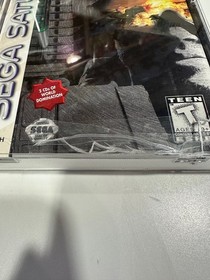 SEGA SAT
2 CDs OF
WORLD
DOMINATION
SEGA
TEEN
T